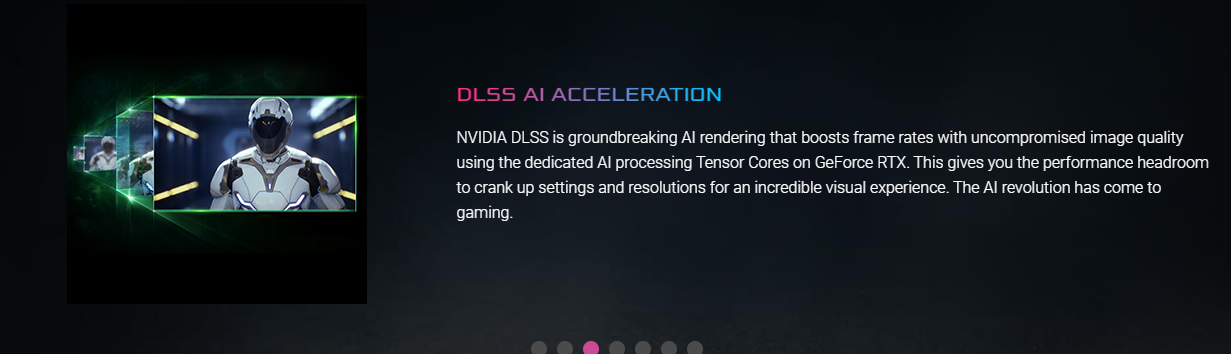 DLSS AI ACCELERATION
NVIDIA DLSS is groundbreaking AI rendering that boosts frame rates with uncompromised image quality
using the dedicated AI processing Tensor Cores on GeForce RTX. This gives you the performance headroom
to crank up settings and resolutions for an incredible visual experience. The AI revolution has come to
gaming.